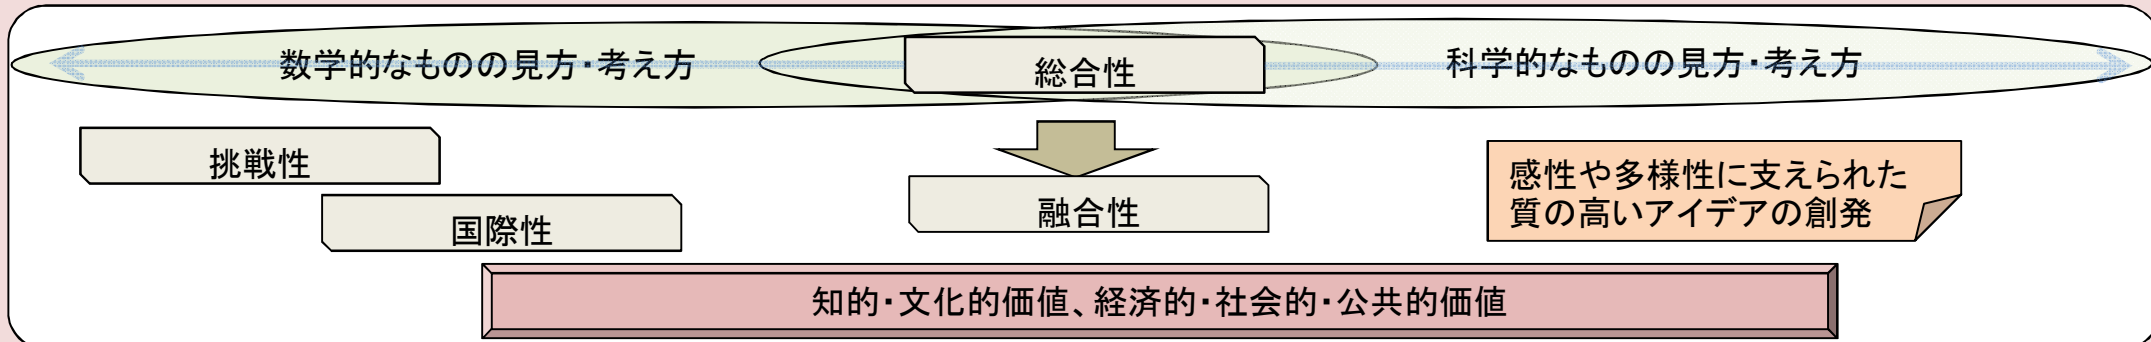 数学的なものの見方・考え方
総合性
科学的なものの見方・考え方
挑戦性
国際性
融合性
感性や多様性に支えられた
質の高いアイデアの創発
知的・文化的価値、経済的・社会的・公共的価値